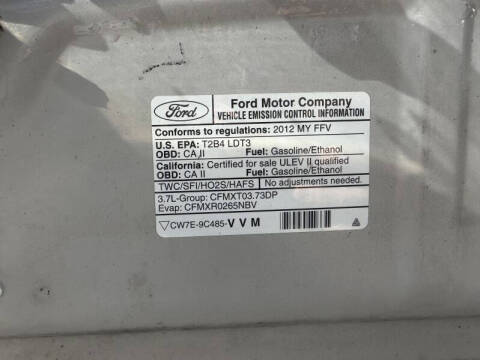 Ford
Ford Motor Company
VEHICLE EMISSION CONTROL INFORMATION
Conforms to regulations: 2012 MY FFV
U.S. EPA: T2B4 LDT3
OBD: CA II Fuel: Gasoline/Ethanol
California: Certified for sale ULEV II qualified
OBD: CA II Fuel: Gasoline/Ethanol
TWC/SFI/HO2S/HAFS No adjustments needed.
3.7L-Group: CFMXT03.73DP
Evap: CFMXR0265NBV
CW7E-9C485-VVM